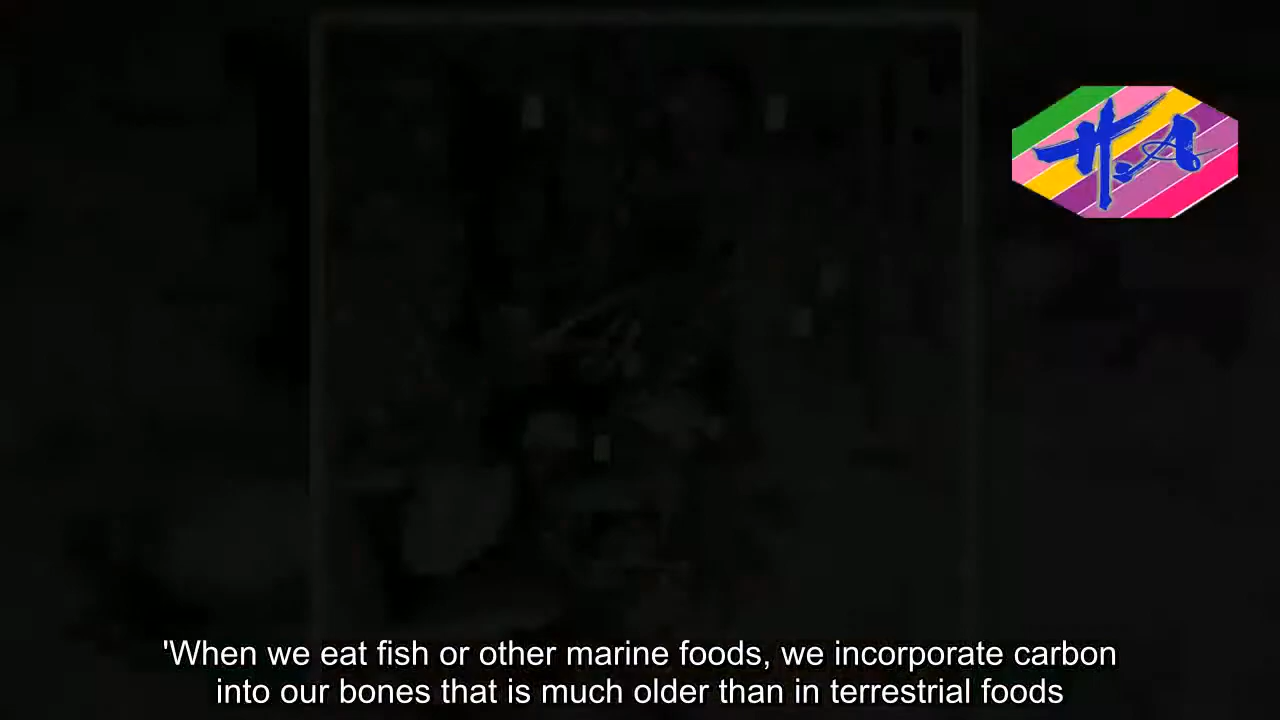 H.A
'When we eat fish or other marine foods, we incorporate carbon
into our bones that is much older than in terrestrial foods